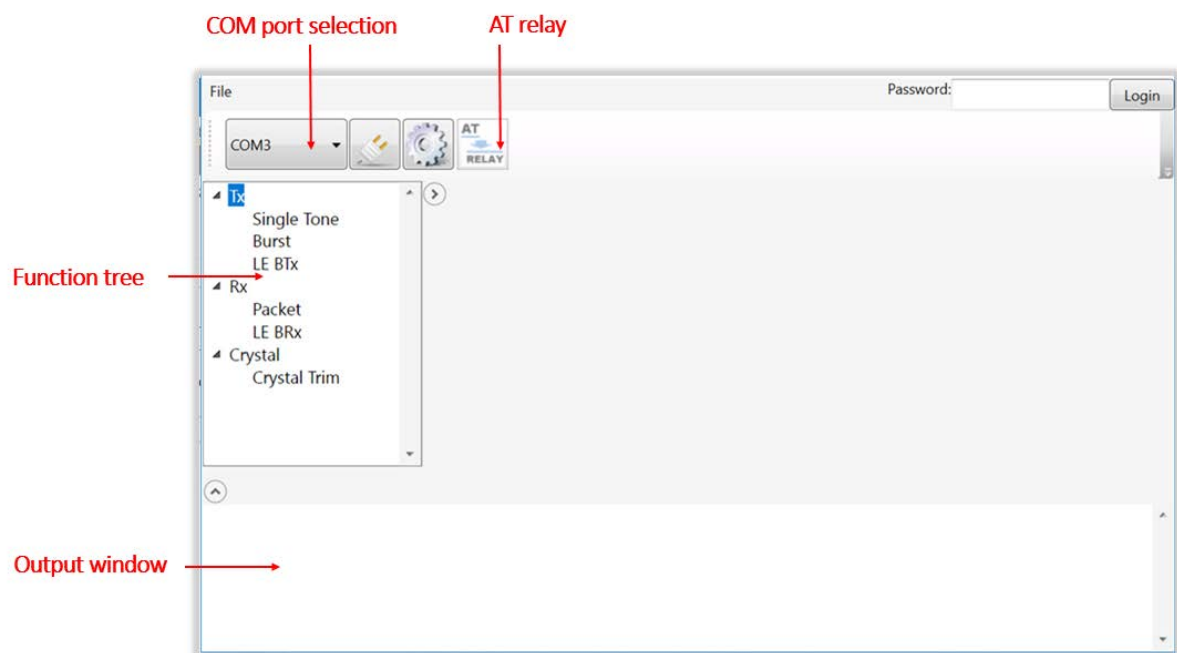 COM port selection
AT relay
File
Password:
Login
COM3
AT
RELAY
Tx
Single Tone
Burst
LE BTx
Function tree
Rx
Packet
LE BRx
Crystal
Crystal Trim
Output window